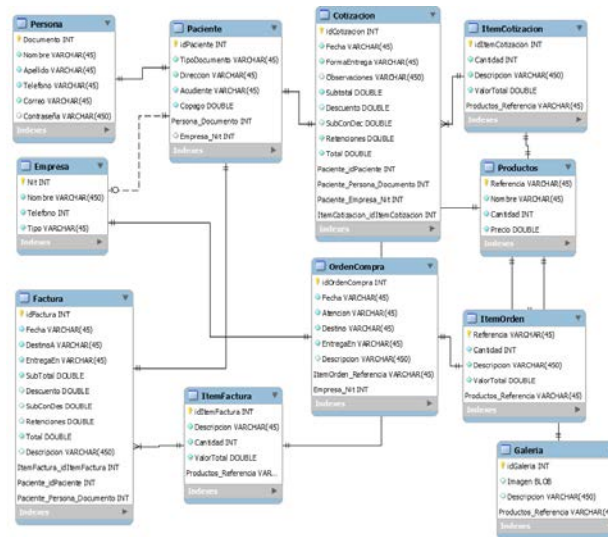 Persona
Documento INT
Nombre VARCHAR(45)
Apellido VARCHAR(45)
Telefono VARCHAR(45)
Correo VARCHAR(45)
Contraseña VARCHAR(450)
Indexes
Paciente
idPaciente INT
TipoDocumento VARCHAR(45)
Direccion VARCHAR(45)
Acudiente VARCHAR(45)
Copago DOUBLE
Persona_Documento INT
Empresa_Nit INT
Indexes
Cotizacion
idCotizacion INT
Fecha VARCHAR(45)
FormaEntrega VARCHAR(45)
Observaciones VARCHAR(450)
Subtotal DOUBLE
Descuento DOUBLE
SubConDec DOUBLE
Retenciones DOUBLE
Total DOUBLE
Paciente_idPaciente INT
Paciente_Persona_Documento INT
Paciente_Empresa_Nit INT
ItemCotizacion_idItemCotizacion INT
Indexes
ItemCotizacion
idItemCotizacion INT
Cantidad INT
Descripcion VARCHAR(450)
ValorTotal DOUBLE
Productos_Referencia VARCHAR(45)
Indexes
Empresa
Nit INT
Nombre VARCHAR(450)
Telefono INT
Tipo VARCHAR(45)
Indexes
Productos
Referencia VARCHAR(45)
Nombre VARCHAR(45)
Cantidad INT
Precio DOUBLE
Indexes
Factura
idFactura INT
Fecha VARCHAR(45)
DestinoA VARCHAR(45)
EntregaEn VARCHAR(45)
SubTotal DOUBLE
Descuento DOUBLE
SubConDes DOUBLE
Retenciones DOUBLE
Total DOUBLE
Descripcion VARCHAR(450)
ItemFactura_idItemFactura INT
Paciente_idPaciente INT
Paciente_Persona_Documento INT
Indexes
OrdenCompra
idOrdenCompra INT
Fecha VARCHAR(45)
Atencion VARCHAR(45)
Destino VARCHAR(45)
EntregaEn VARCHAR(45)
Descripcion VARCHAR(450)
ItemOrden_Referencia VARCHAR(45)
Empresa_Nit INT
Indexes
ItemOrden
Referencia VARCHAR(45)
Cantidad INT
Descripcion VARCHAR(450)
ValorTotal DOUBLE
Productos_Referencia VARCHAR(45)
Indexes
ItemFactura
idItemFactura INT
Descripcion VARCHAR(45)
Cantidad INT
ValorTotal DOUBLE
Productos_Referencia VAR...
Indexes
Galeria
idGaleria INT
Imagen BLOB
Descripcion VARCHAR(450)
Productos_Referencia VARCHAR(4
Indexes